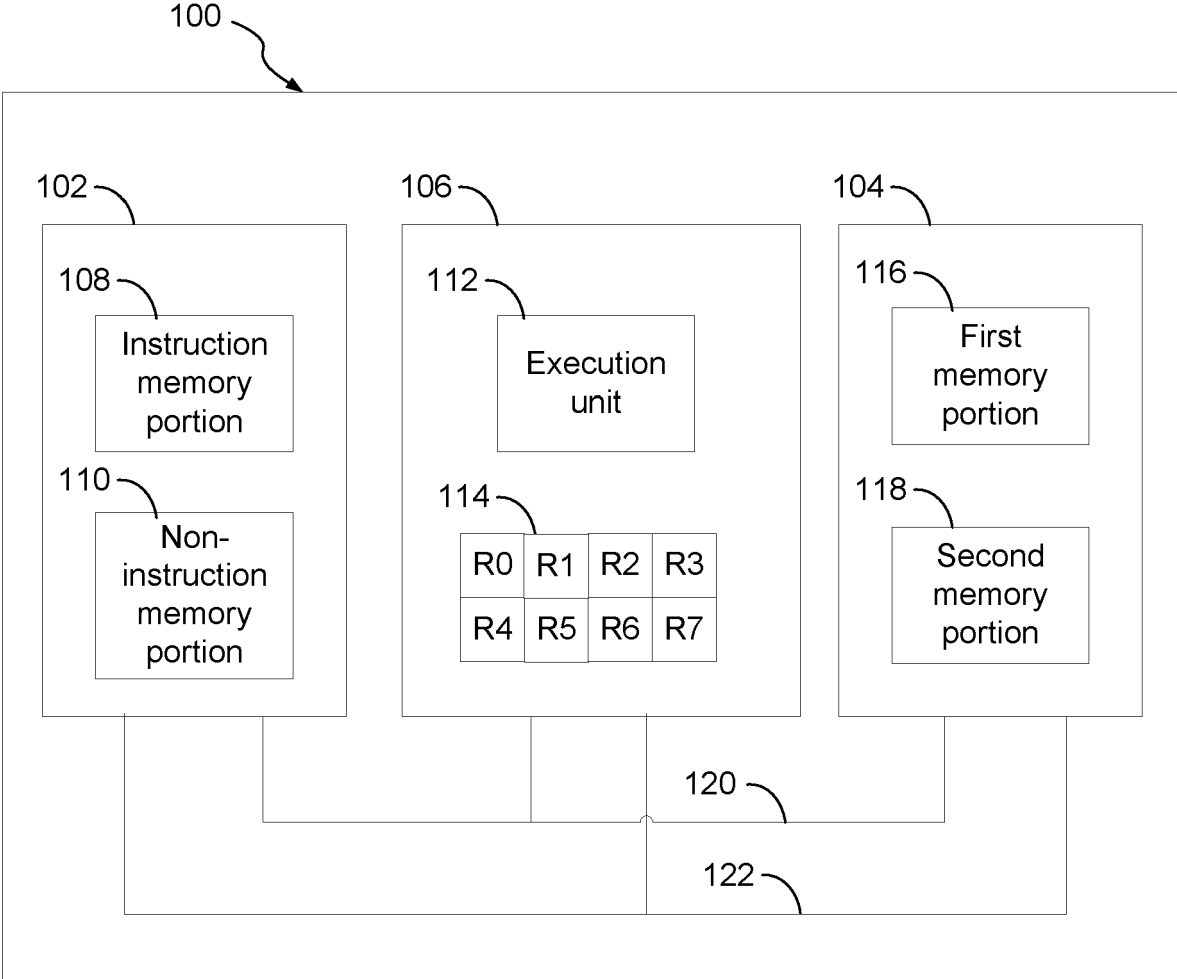 100
102
106
104
108
Instruction
memory
portion
110
Non-
instruction
memory
portion
112
Execution
unit
114
R0 R1 R2 R3
R4 R5 R6 R7
116
First
memory
portion
118
Second
memory
portion
120
122